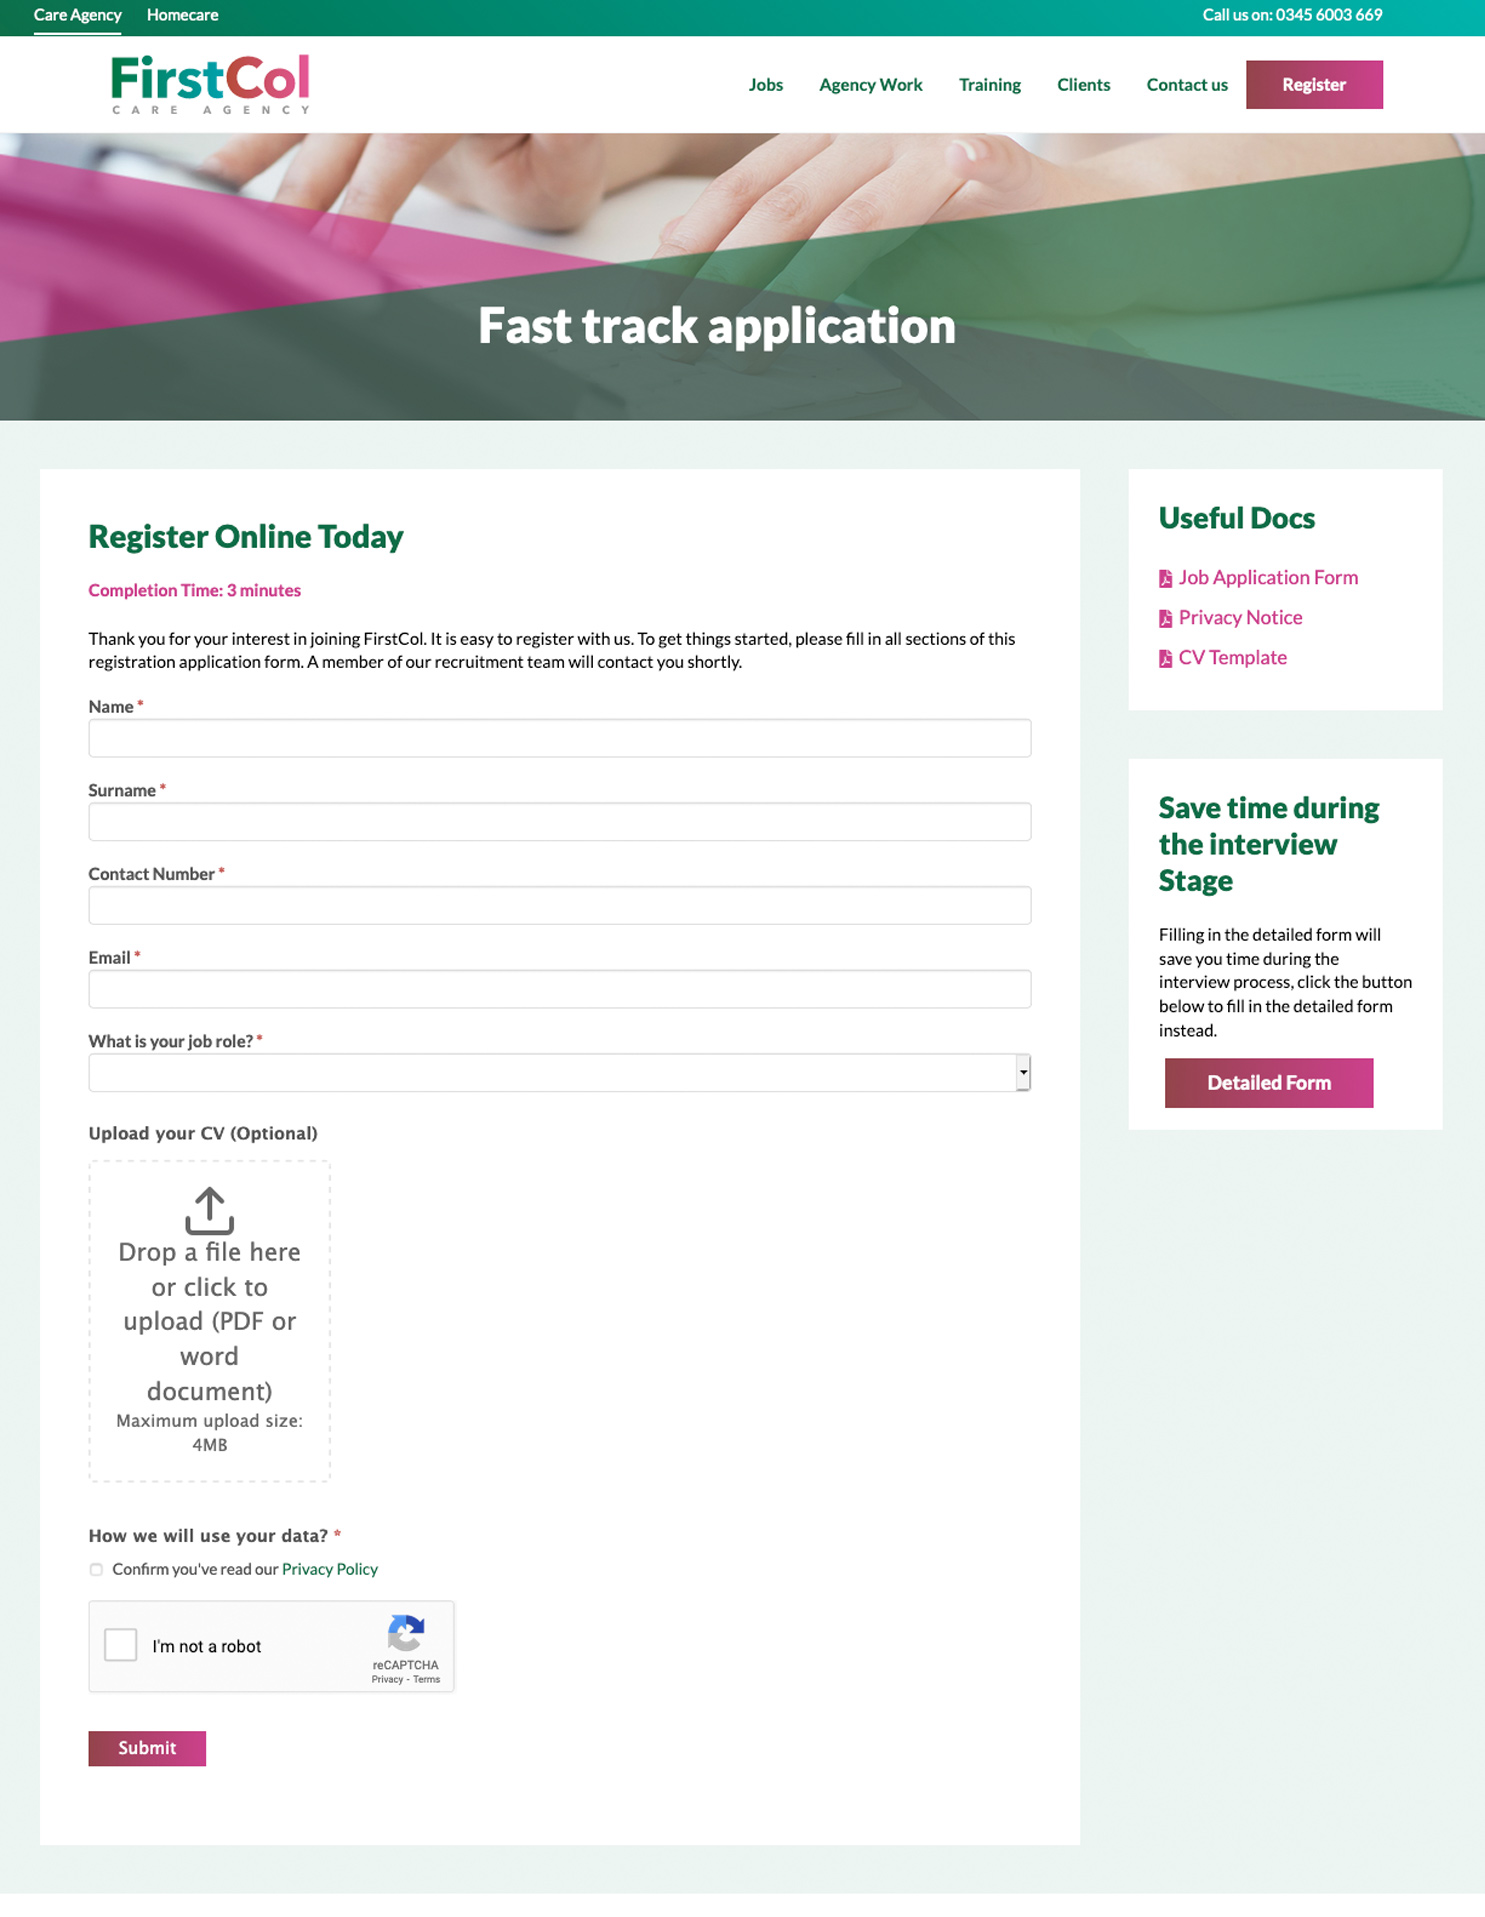 Care Agency Homecare Call us on: 0345 6003 669
FirstCol
CARE AGENCY
Jobs Agency Work Training Clients Contact us Register
Fast track application
Register Online Today
Completion Time: 3 minutes
Thank you for your interest in joining FirstCol. It is easy to register with us. To get things started, please fill in all sections of this
registration application form. A member of our recruitment team will contact you shortly.
Name *
Surname *
Contact Number *
Email *
What is your job role? *
Upload your CV (Optional)
Drop a file here
or click to
upload (PDF or
word
document)
Maximum upload size:
4MB
How we will use your data? *
Confirm you've read our Privacy Policy
I'm not a robot
reCAPTCHA
Privacy - Terms
Submit
Useful Docs
Job Application Form
Privacy Notice
CV Template
Save time during
the interview
Stage
Filling in the detailed form will
save you time during the
interview process, click the button
below to fill in the detailed form
instead.
Detailed Form